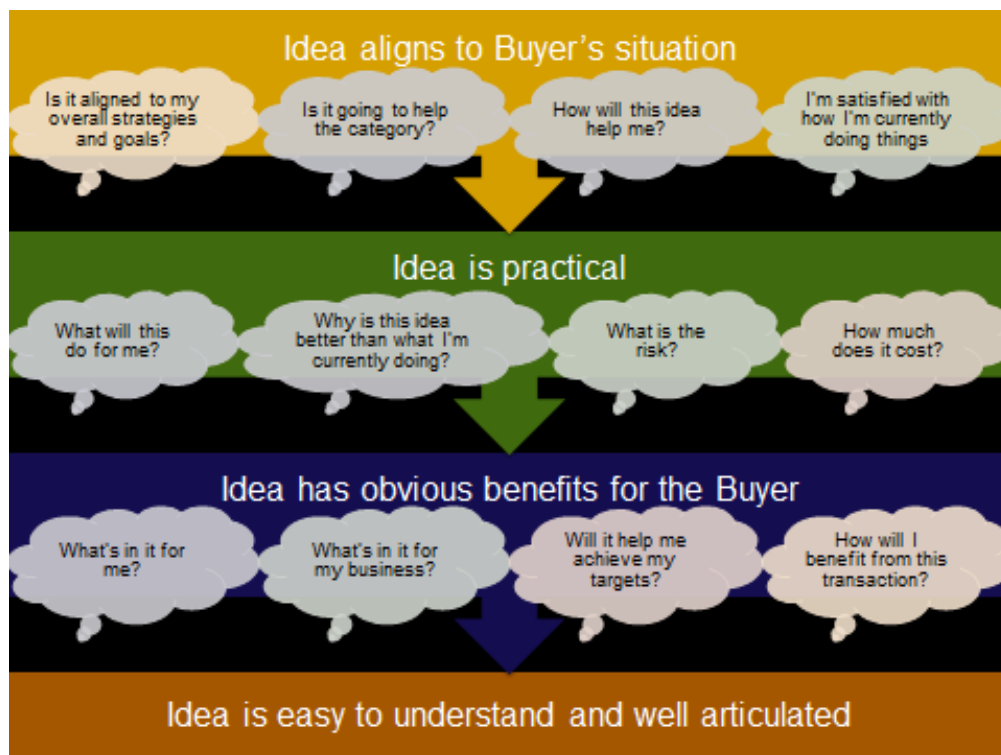 Idea aligns to Buyer's situation
Is it aligned to my
overall strategies
and goals?
Is it going to help
the category?
How will this idea
help me?
I'm satisfied with
how I'm currently
doing things
Idea is practical
What will this
do for me?
Why is this idea
better than what I'm
currently doing?
What is the
risk?
How much
does it cost?
Idea has obvious benefits for the Buyer
What's in it for
me?
What's in it for
my business?
Will it help me
achieve my
targets?
How will I
benefit from this
transaction?
Idea is easy to understand and well articulated